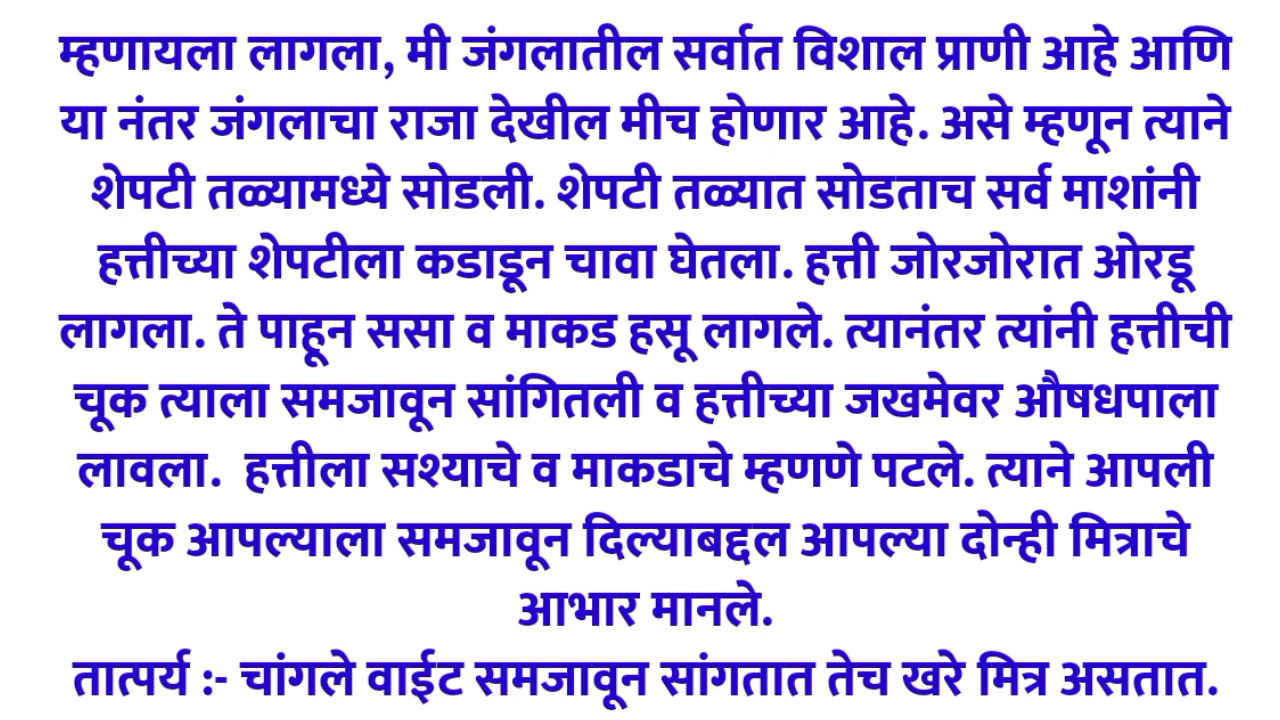 म्हणायला लागला, मी जंगलातील सर्वात विशाल प्राणी आहे आणि
या नंतर जंगलाचा राजा देखील मीच होणार आहे. असे म्हणून त्याने
शेपटी तळ्यामध्ये सोडली. शेपटी तळ्यात सोडताच सर्व माशांनी
हत्तीच्या शेपटीला कडाडून चावा घेतला. हत्ती जोरजोरात ओरडू
लागला. ते पाहून ससा व माकड हसू लागले. त्यानंतर त्यांनी हत्तीची
चूक त्याला समजावून सांगितली व हत्तीच्या जखमेवर औषधपाला
लावला.  हत्तीला सश्याचे व माकडाचे म्हणणे पटले. त्याने आपली
चूक आपल्याला समजावून दिल्याबद्दल आपल्या दोन्ही मित्राचे
आभार मानले.
तात्पर्य :- चांगले वाईट समजावून सांगतात तेच खरे मित्र असतात.